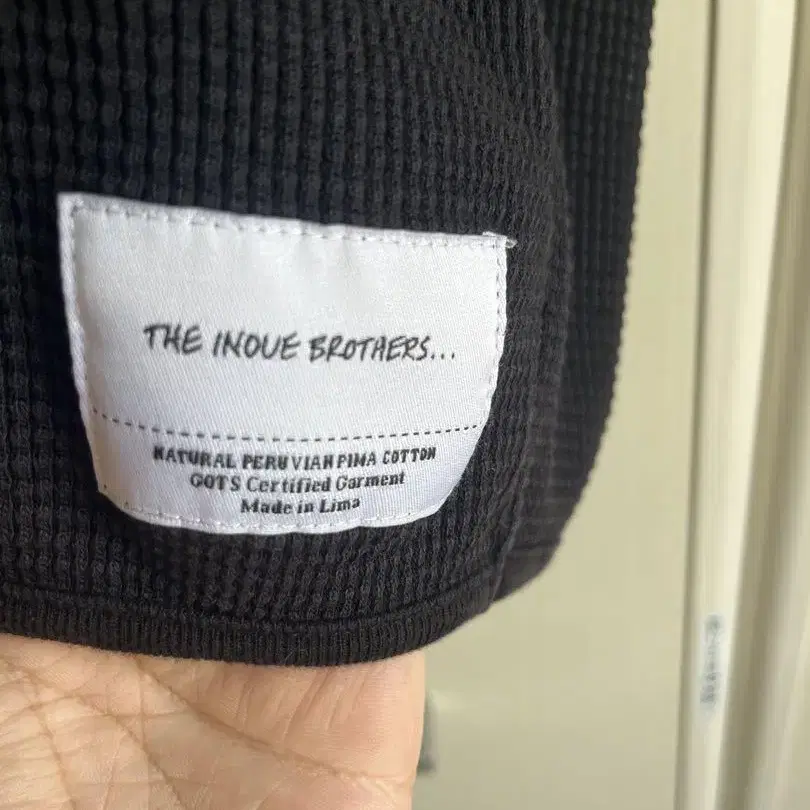 THE INOUE BROTHERS...
NATURAL PERUVIAN PIMA COTTON
GOTS Certified Garment
Made in Lima